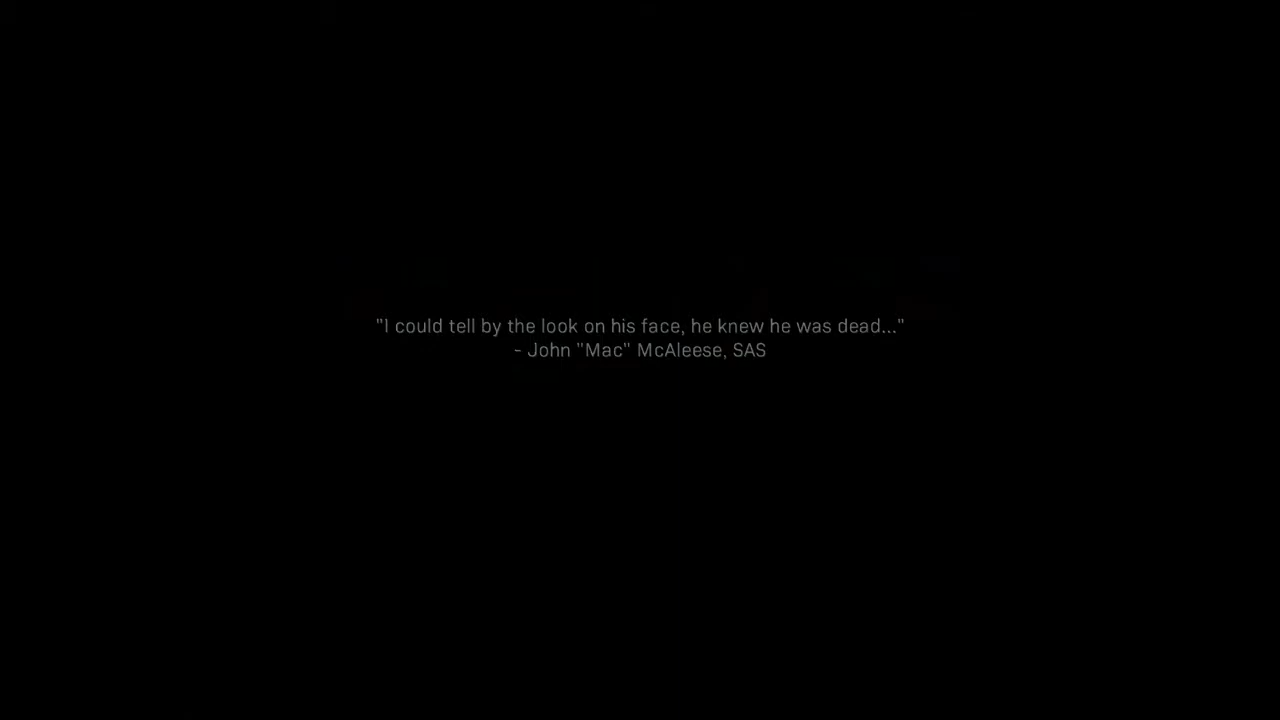 "I could tell by the look on his face, he knew he was dead..."
- John "Mac" McAleese, SAS